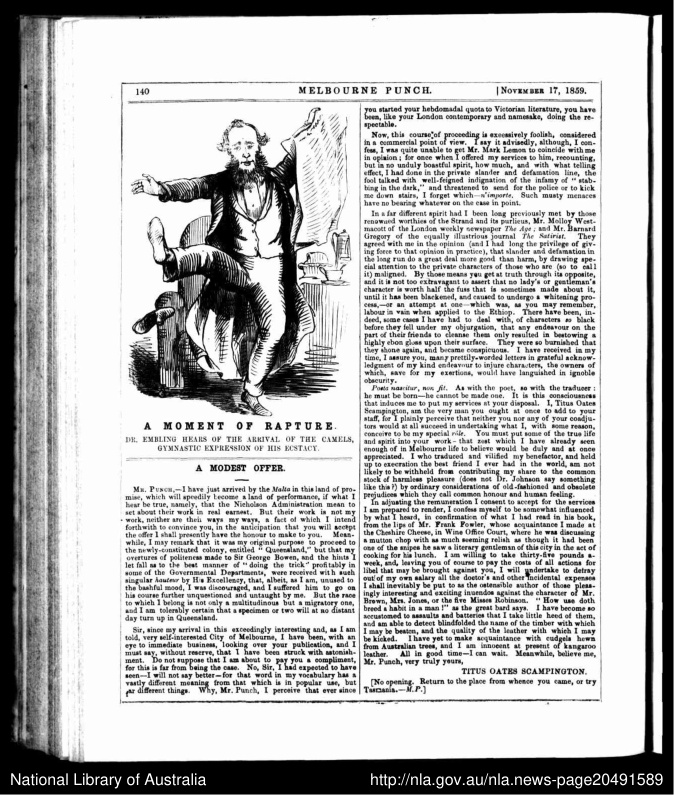 140
MELBOURNE PUNCH.
[NOVEMBER 17, 1859.
A MOMENT OF RAPTURE.
DR. EMBLING HEARS OF THE ARRIVAL OF THE CAMELS,
GYMNASTIC EXPRESSION OF HIS ECSTACY.
A MODEST OFFER.
MR. PUNCH,—I have just arrived by the Malta in this land of pro-
mise, which will speedily become a land of performance, if what I
hear be true, namely, that the Nicholson Administration mean to
set about their work in real earnest. But their work is not my
work, neither are their ways my ways, a fact of which I intend
forthwith to convince you, in the anticipation that you will accept
the offer I shall presently have the honour to make to you. Mean-
while, I may remark that it was my original purpose to proceed to
the newly-constituted colony, entitled "Queensland," but that my
overtures of politeness made to Sir George Bowen, and the hints I
let fall as to the best manner of "doing the trick" profitably in
some of the Governmental Departments, were received with such
singular hauteur by His Excellency, that, albeit, as I am, unused to
the bashful mood, I was discouraged, and I suffered him to go on
his course further unquestioned and untaught by me. But the race
to which I belong is not only a multitudinous but a migratory one,
and I am tolerably certain that a specimen or two will at no distant
day turn up in Queensland.
Sir, since my arrival in this exceedingly interesting and, as I am
told, very self-interested City of Melbourne, I have been, with an
eye to immediate business, looking over your publication, and I
must say, without reserve, that I have been struck with astonish-
ment. Do not suppose that I am about to pay you a compliment,
for this is far from being the case. No, Sir, I had expected to have
seen—I will not say better—for that word in my vocabulary has a
vastly different meaning from that which is in popular use, but
far different things. Why, Mr. Punch, I perceive that ever since
you started your hebdomadal quota to Victorian literature, you have
been, like your London contemporary and namesake, doing the re-
spectable.
Now, this course of proceeding is excessively foolish, considered
in a commercial point of view. I say it advisedly, although, I con-
fess, I was quite unable to get Mr. Mark Lemon to coincide with me
in opinion; for once when I offered my services to him, recounting,
but in no unduly boastful spirit, how much, and with what telling
effect, I had done in the private slander and defamation line, the
fool talked with well-feigned indignation of the infamy of "stab-
bing in the dark," and threatened to send for the police or to kick
me down stairs, I forget which—n'importe. Such musty menaces
have no bearing whatever on the case in point.
In a far different spirit had I been long previously met by those
renowned worthies of the Strand and its purlieus, Mr. Molloy West-
macott of the London weekly newspaper The Age; and Mr. Barnard
Gregory of the equally illustrious journal The Satirist. They
agreed with me in the opinion (and I had long the privilege of giv-
ing force to that opinion in practice), that slander and defamation in
the long run do a great deal more good than harm, by drawing spe-
cial attention to the private characters of those who are (so to call
it) maligned. By those means you get at truth through its opposite,
and it is not too extravagant to assert that no lady's or gentleman's
character is worth half the fuss that is sometimes made about it,
until it has been blackened, and caused to undergo a whitening pro-
cess,—or an attempt at one—which was, as you may remember,
labour in vain when applied to the Ethiop. There have been, in-
deed, some cases I have had to deal with, of characters so black
before they fell under my objurgation, that any endeavour on the
part of their friends to cleanse them only resulted in bestowing a
highly ebon gloss upon their surface. They were so burnished that
they shone again, and became conspicuous. I have received in my
time, I assure you, many prettily-worded letters in grateful acknow-
ledgment of my kind endeavour to injure characters, the owners of
which, save for my exertions, would have languished in ignoble
obscurity.
Posta nascitur, non fit. As with the poet, so with the traducer:
he must be born—he cannot be made one. It is this consciousness
that induces me to put my services at your disposal. I, Titus Oates
Scampington, am the very man you ought at once to add to your
staff, for I plainly perceive that neither you nor any of your coadju-
tors would at all succeed in undertaking what I, with some reason,
conceive to be my special rôle. You must put some of the true life
and spirit into your work—that zest which I have already seen
enough of in Melbourne life to believe would be duly and at once
appreciated. I who traduced and vilified my benefactor, and held
up to execration the best friend I ever had in the world, am not
likely to be withheld from contributing my share to the common
stock of harmless pleasure (does not Dr. Johnson say something
like this?) by ordinary considerations of old-fashioned and obsolete
prejudices which they call common honour and human feeling.
In adjusting the remuneration I consent to accept for the services
I am prepared to render, I confess myself to be somewhat influenced
by what I heard, in confirmation of what I had read in his book,
from the lips of Mr. Frank Fowler, whose acquaintance I made at
the Cheshire Cheese, in Wine Office Court, where he was discussing
a mutton chop with as much seeming relish as though it had been
one of the snipes he saw a literary gentleman of this city in the act of
cooking for his lunch. I am willing to take thirty-five pounds a-
week, and, leaving you of course to pay the costs of all actions for
libel that may be brought against you, I will undertake to defray
out of my own salary all the doctor's and other incidental expenses
I shall inevitably be put to as the ostensible author of those pleas-
ingly interesting and exciting inuendos against the character of Mr.
Brown, Mrs. Jones, or the five Misses Robinson. "How use doth
breed a habit in a man!" as the great bard says. I have become so
accustomed to assaults and batteries that I take little heed of them,
and am able to detect blindfolded the name of the timber with which
I may be beaten, and the quality of the leather with which I may
be kicked. I have yet to make acquaintance with cudgels hewn
from Australian trees, and I am innocent at present of kangaroo
leather. All in good time—I can wait. Meanwhile, believe me,
Mr. Punch, very truly yours,
TITUS OATES SCAMPINGTON.
[No opening. Return to the place from whence you came, or try
Tasmania.—M.P.]
National Library of Australia
http://nla.gov.au/nla.news-page20491589